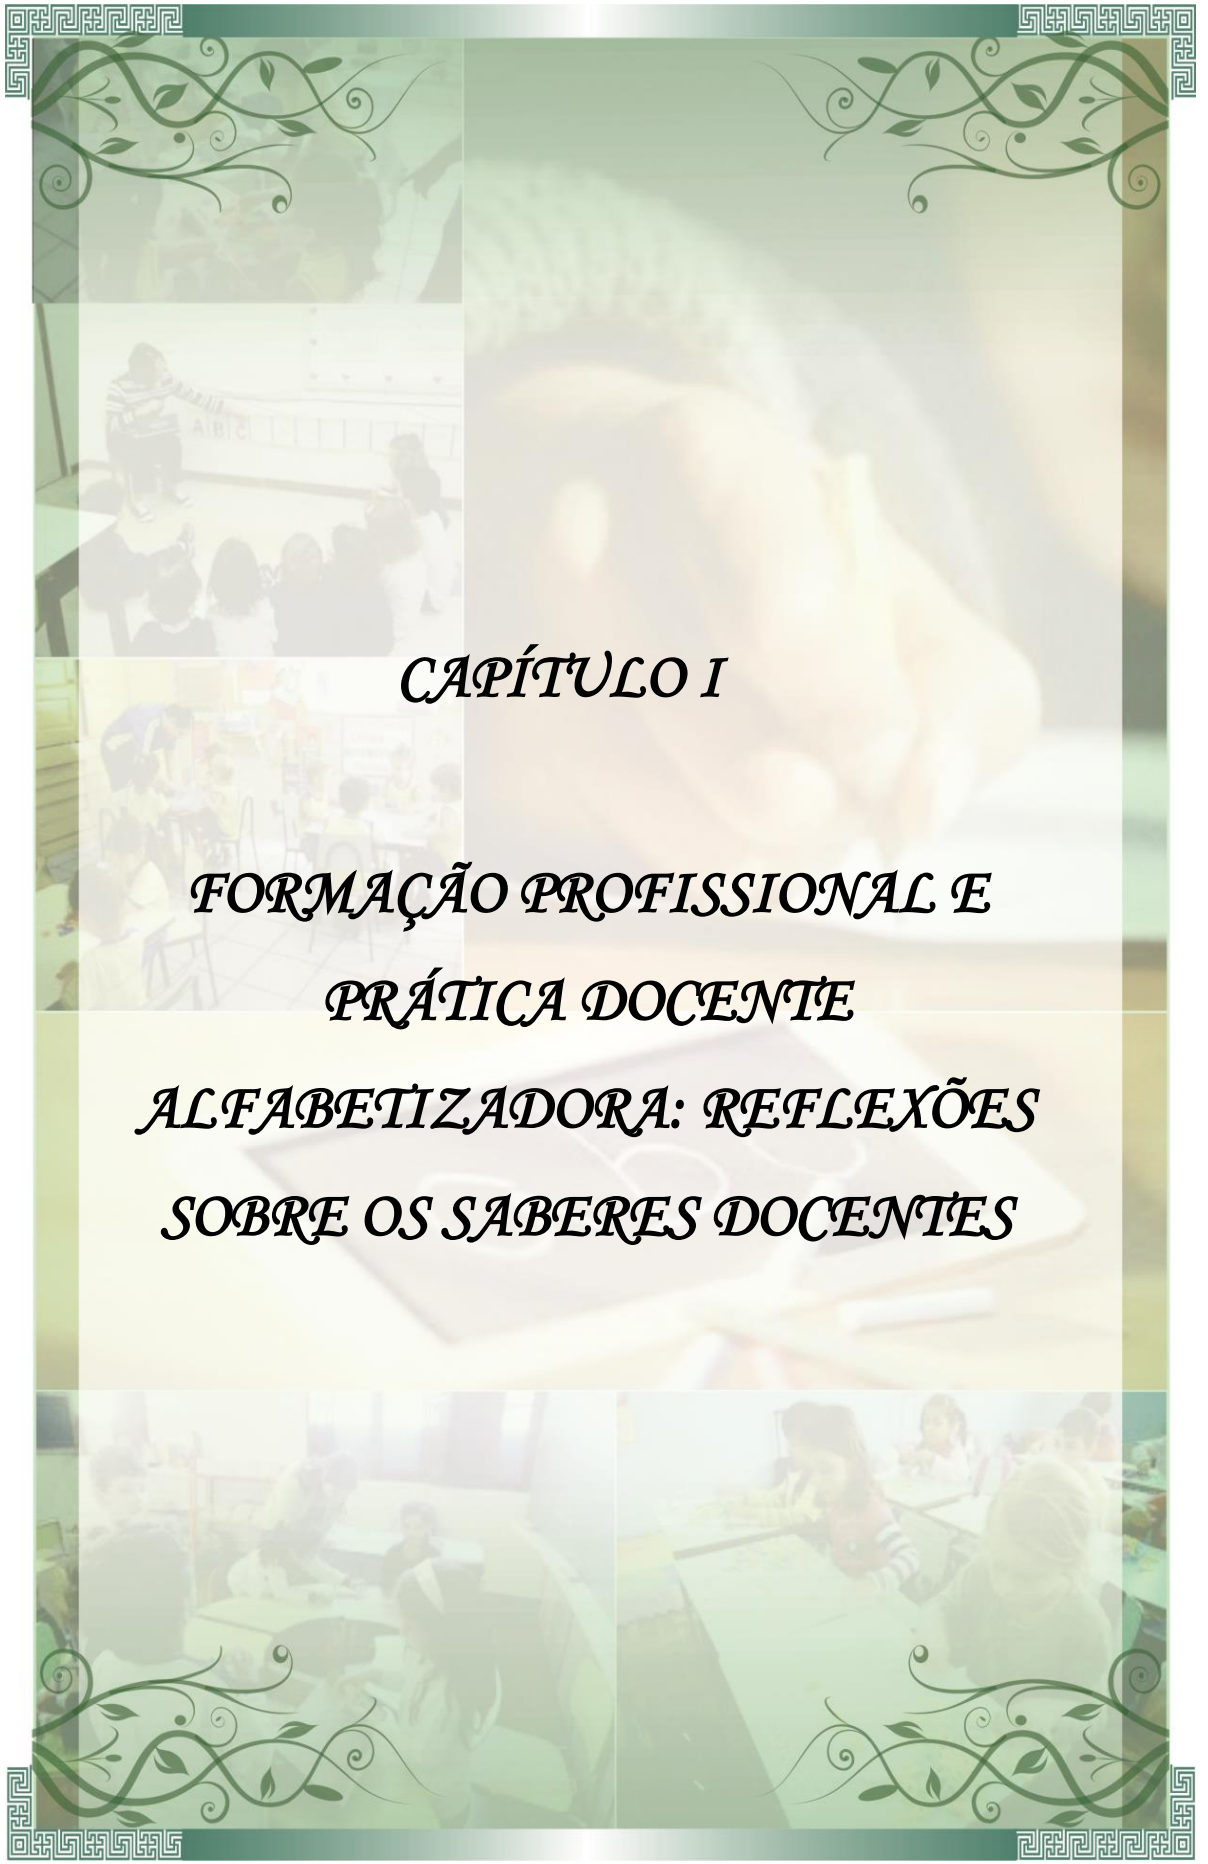 CAPÍTULO I
FORMAÇÃO PROFISSIONAL E
PRÁTICA DOCENTE
ALFABETIZADORA: REFLEXÕES
SOBRE OS SABERES DOCENTES